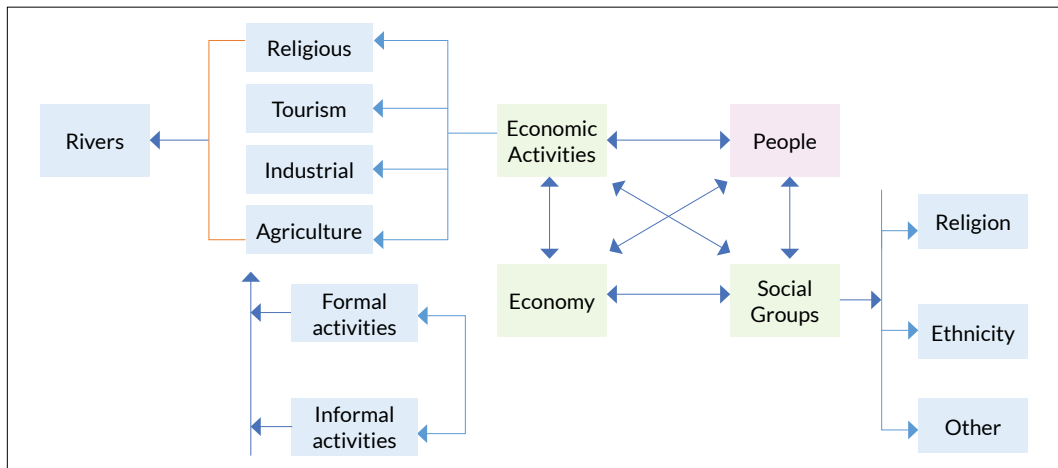 Religious
Rivers
Tourism
Industrial
Agriculture
Formal
activities
Informal
activities
Economic
Activities
People
Economy
Social
Groups
Religion
Ethnicity
Other